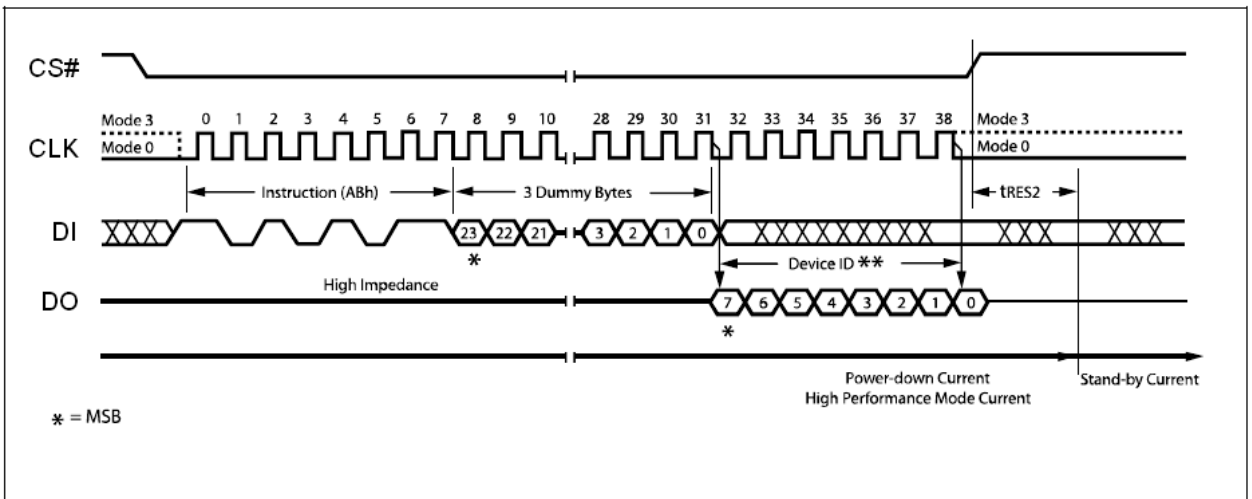 CS#
Mode 3 0 1 2 3 4 5 6 7 8 9 10 28 29 30 31 32 33 34 35 36 37 38 Mode 3
CLK Mode 0 Mode 0
Instruction (ABh) 3 Dummy Bytes tRES2
DI 23 22 21 3 2 1 0
* Device ID **
High Impedance
DO 7 6 5 4 3 2 1 0
*
Power-down Current Stand-by Current
High Performance Mode Current
* = MSB